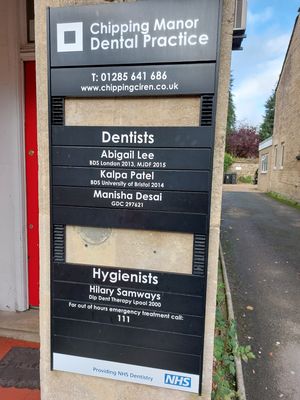 Chipping Manor
Dental Practice
T: 01285 641 686
www.chippingciren.co.uk
Dentists
Abigail Lee
BDS London 2013, MJDF 2015
Kalpa Patel
BDS University of Bristol 2014
Manisha Desai
GDC 297621
Hygienists
Hilary Samways
Dip Dent Therapy Lpool 2000
For out of hours emergency treatment call:
111
Providing NHS Dentistry NHS